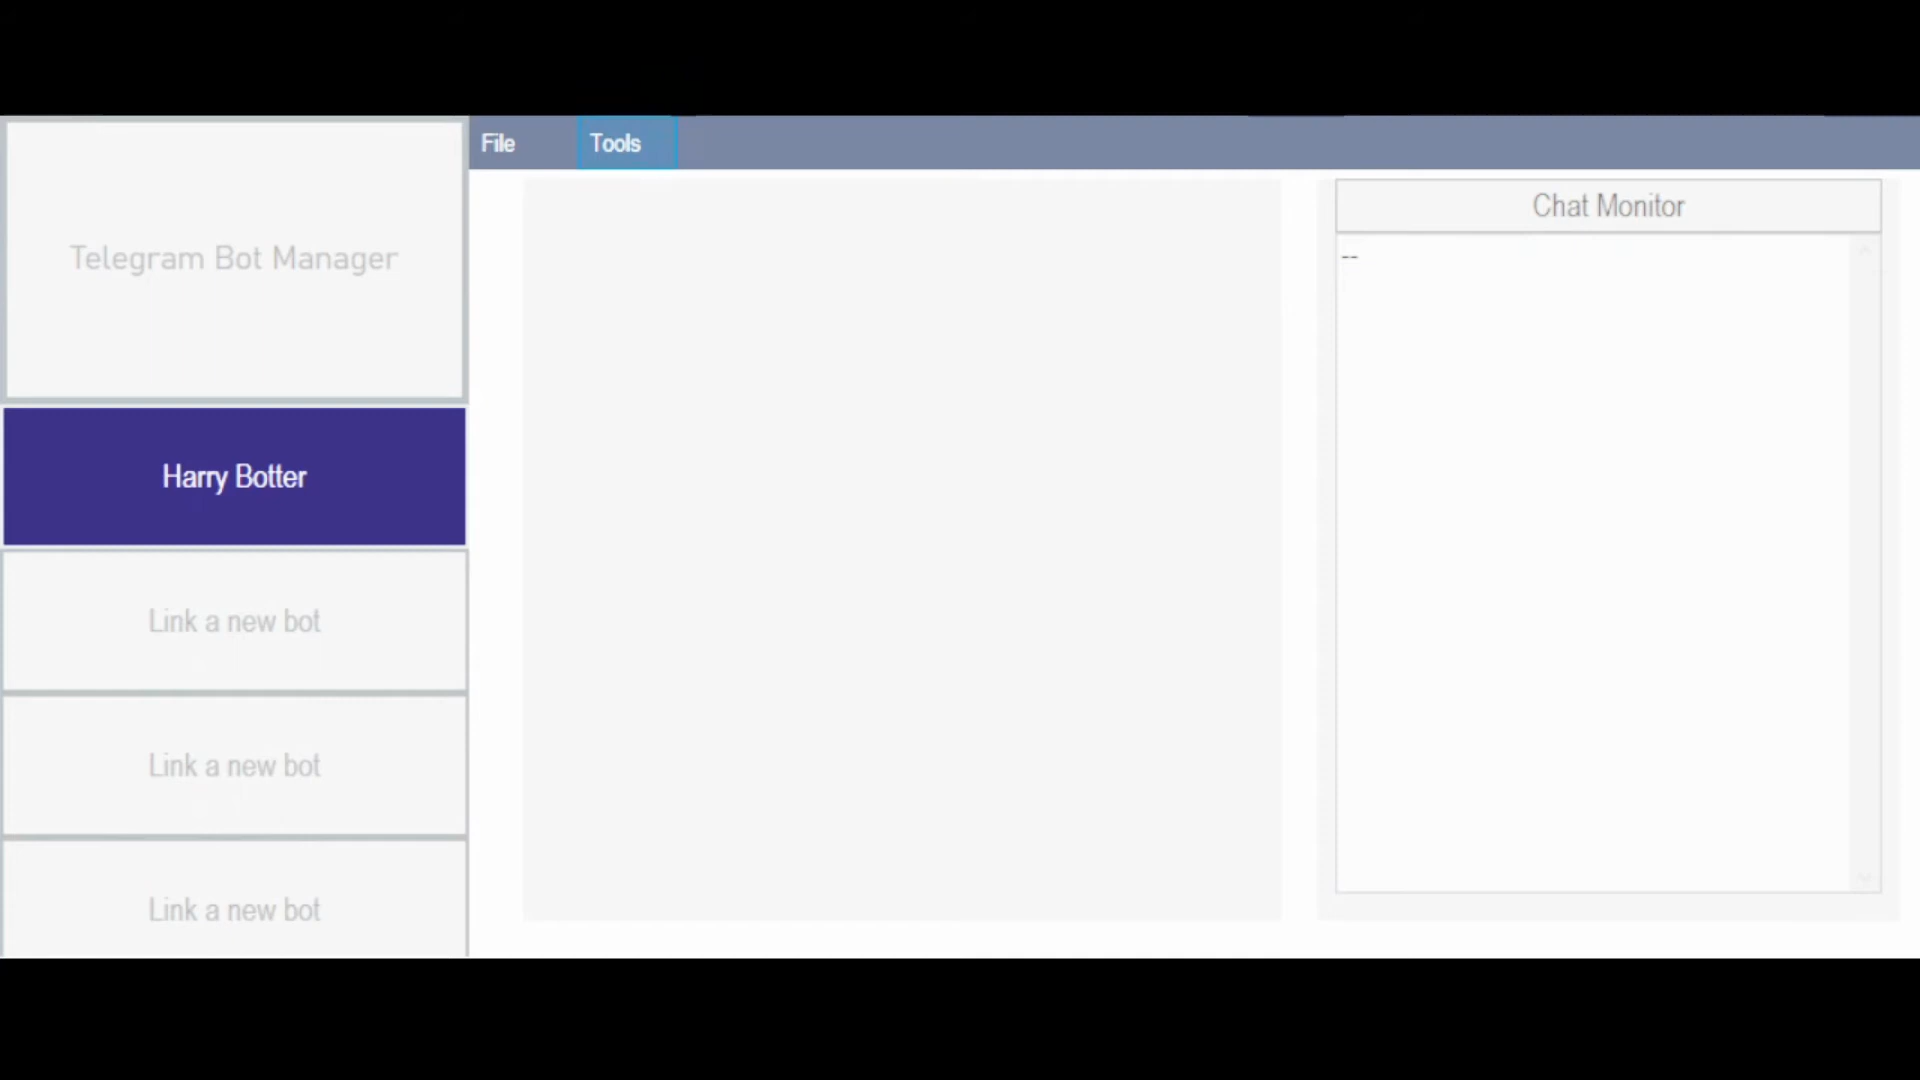 File
Tools
Telegram Bot Manager
Harry Botter
Link a new bot
Link a new bot
Link a new bot
Chat Monitor
--